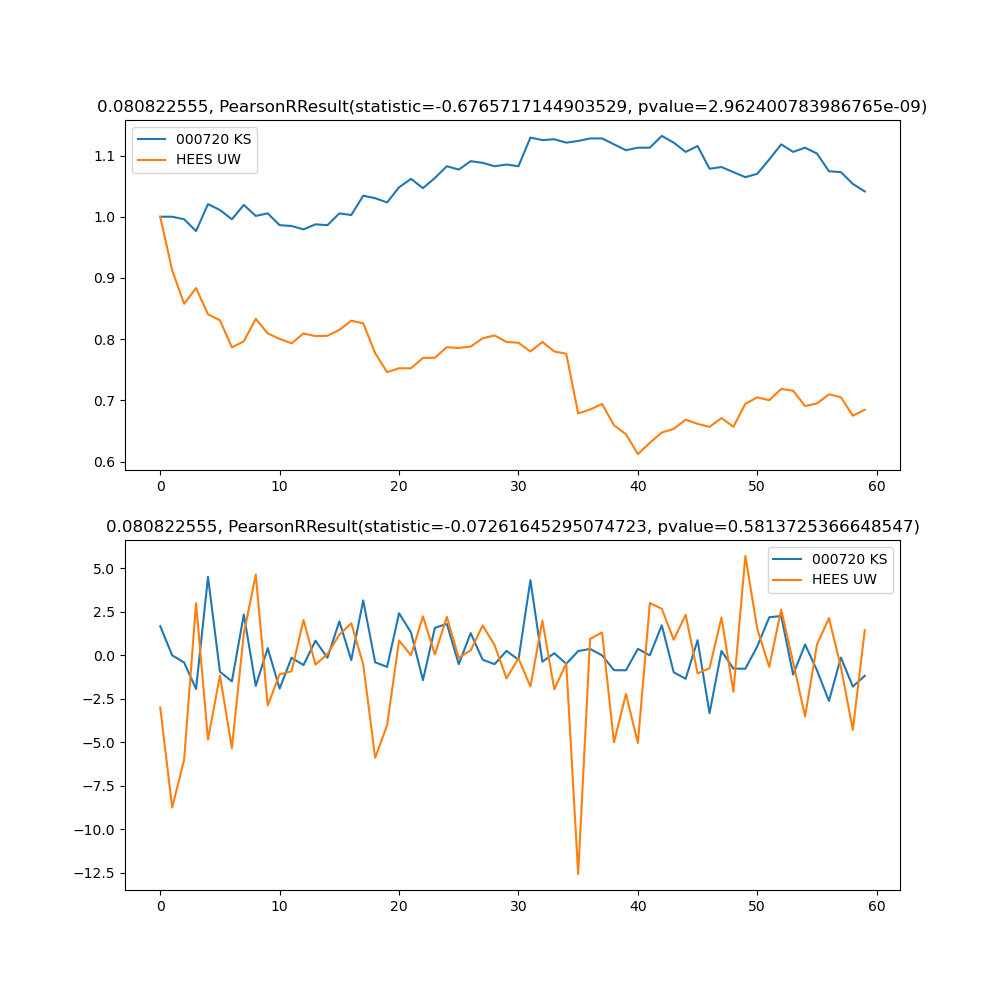 0.080822555, PearsonRResult(statistic=-0.6765717144903529, pvalue=2.962400783986765e-09)
000720 KS
HEES UW
1.1
1.0
0.9
0.8
0.7
0.6
0 10 20 30 40 50 60
0.080822555, PearsonRResult(statistic=-0.07261645295074723, pvalue=0.5813725366648547)
000720 KS
HEES UW
5.0
2.5
0.0
−2.5
−5.0
−7.5
−10.0
−12.5
0 10 20 30 40 50 60